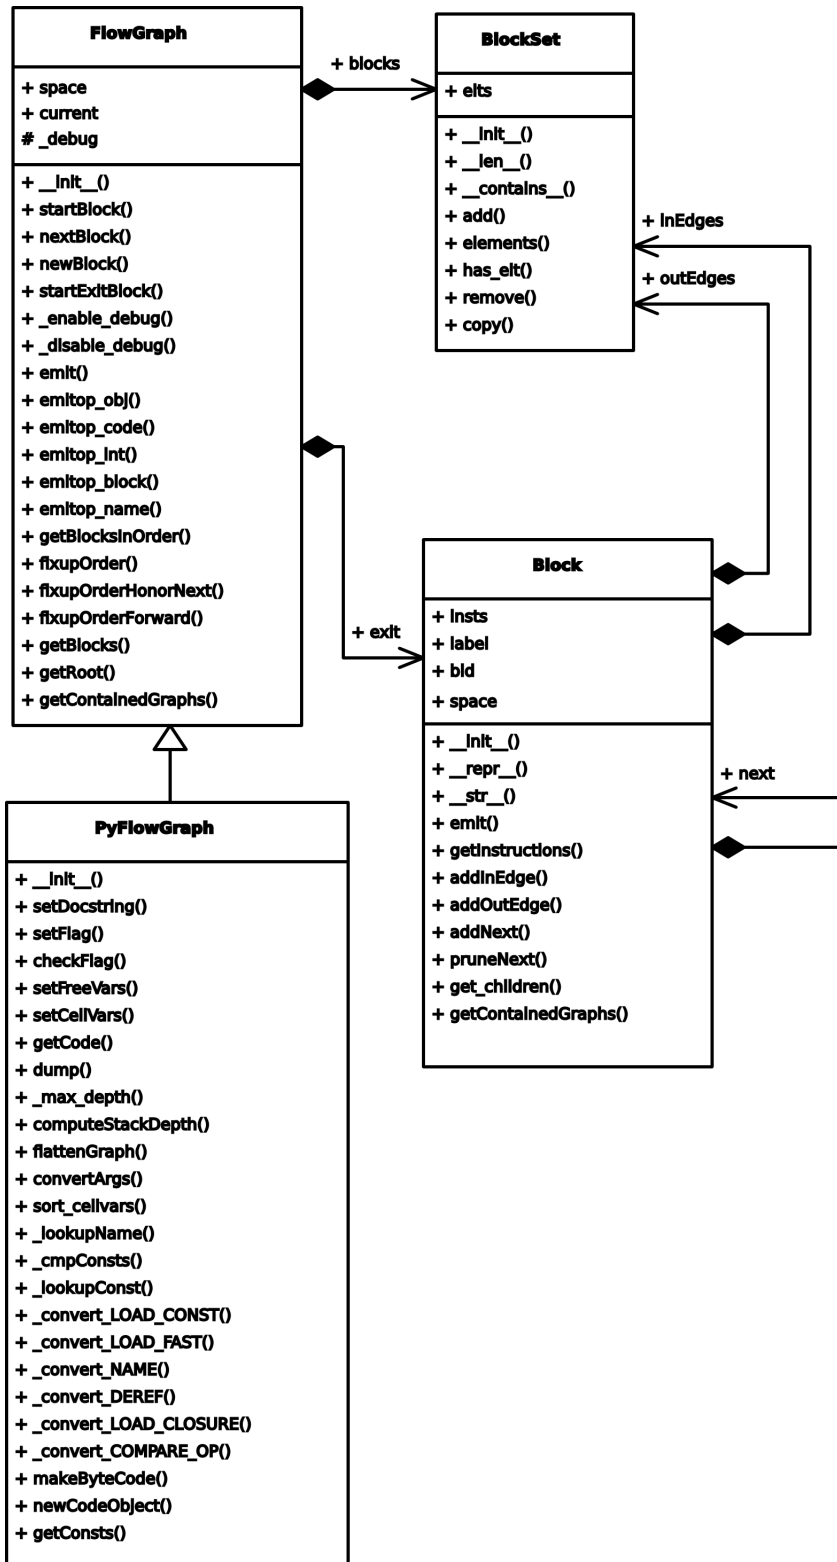 FlowGraph
+ space
+ current
# _debug
+ __init__()
+ startBlock()
+ nextBlock()
+ newBlock()
+ startExitBlock()
+ _enable_debug()
+ _disable_debug()
+ emit()
+ emitop_obj()
+ emitop_code()
+ emitop_int()
+ emitop_block()
+ emitop_name()
+ getBlocksInOrder()
+ fixupOrder()
+ fixupOrderHonorNext()
+ fixupOrderForward()
+ getBlocks()
+ getRoot()
+ getContainedGraphs()
+ blocks
BlockSet
+ elts
+ __init__()
+ __len__()
+ __contains__()
+ add()
+ elements()
+ has_elt()
+ remove()
+ copy()
+ inEdges
+ outEdges
+ exit
Block
+ insts
+ label
+ bid
+ space
+ __init__()
+ __repr__()
+ __str__()
+ emit()
+ getInstructions()
+ addInEdge()
+ addOutEdge()
+ addNext()
+ pruneNext()
+ get_children()
+ getContainedGraphs()
+ next
PyFlowGraph
+ __init__()
+ setDocstring()
+ setFlag()
+ checkFlag()
+ setFreeVars()
+ setCellVars()
+ getCode()
+ dump()
+ _max_depth()
+ computeStackDepth()
+ flattenGraph()
+ convertArgs()
+ sort_cellvars()
+ _lookupName()
+ _cmpConsts()
+ _lookupConst()
+ _convert_LOAD_CONST()
+ _convert_LOAD_FAST()
+ _convert_NAME()
+ _convert_DEREF()
+ _convert_LOAD_CLOSURE()
+ _convert_COMPARE_OP()
+ makeByteCode()
+ newCodeObject()
+ getConsts()